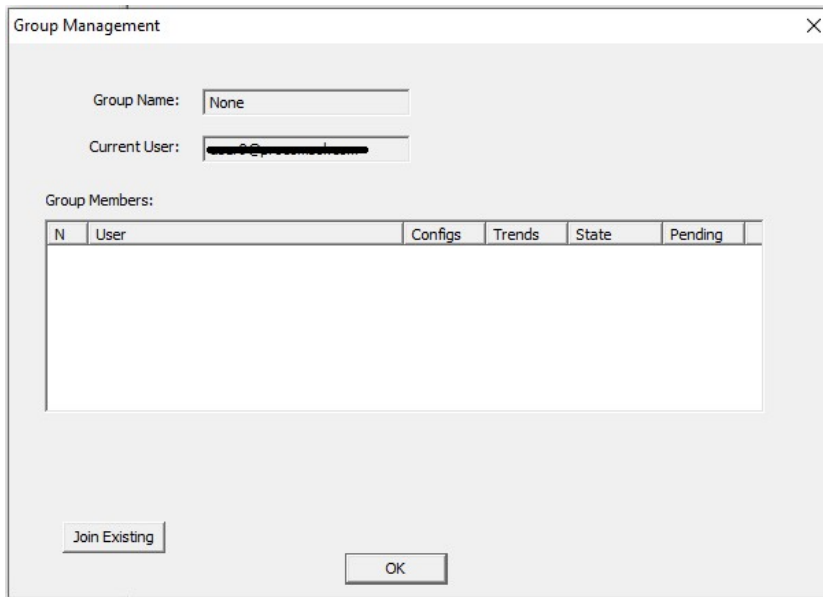 Group Management
Group Name: None
Current User:
Group Members:
N User Configs Trends State Pending
Join Existing
OK